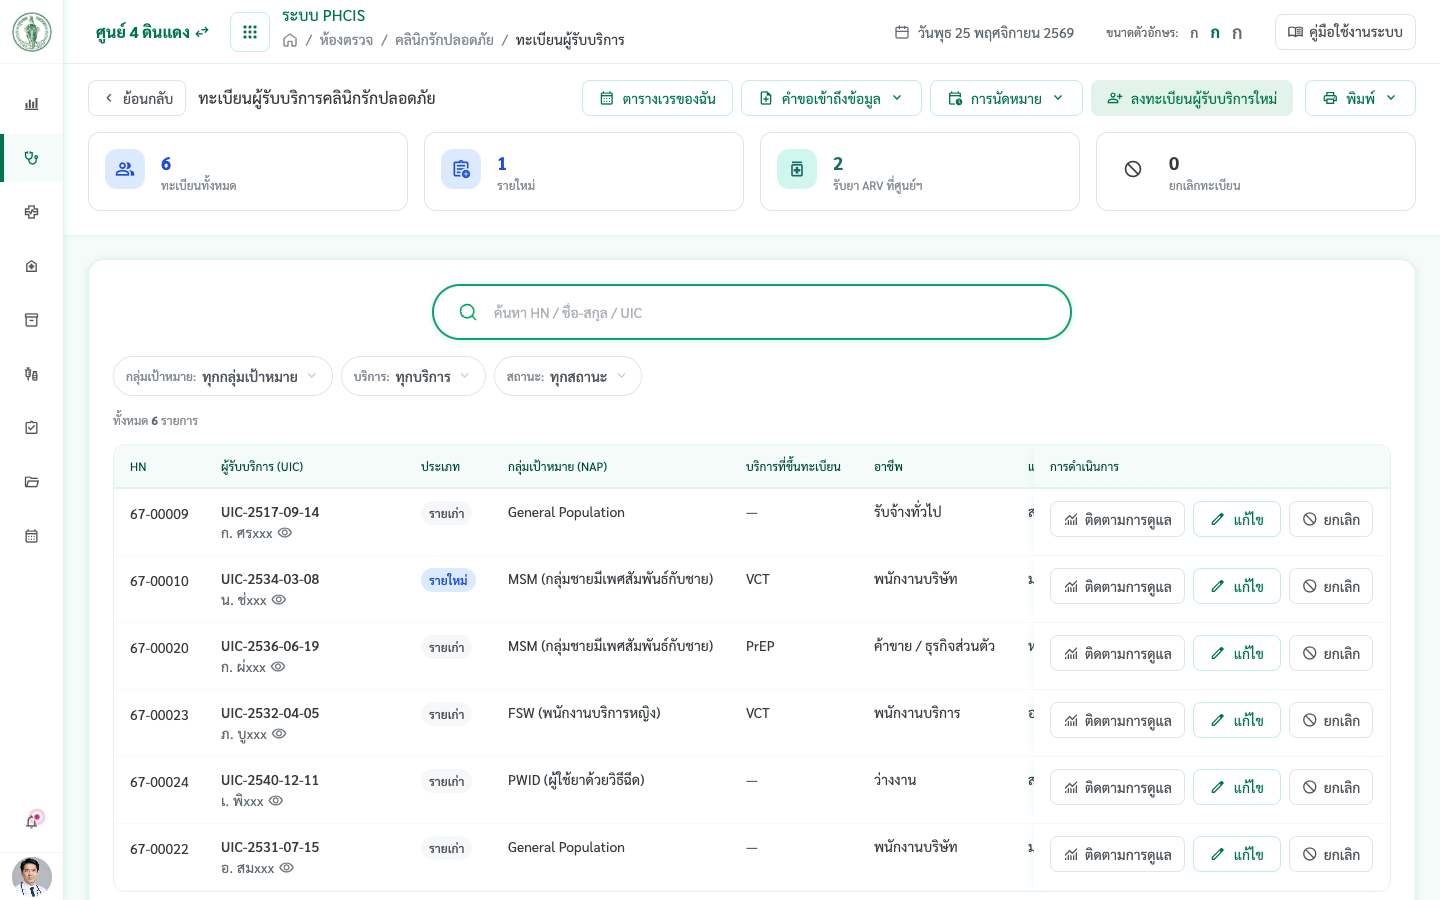 ศูนย์ 4 ดินแดง
ระบบ PHCIS
/ ห้องตรวจ / คลินิกรักปลอดภัย / ทะเบียนผู้รับบริการ
วันพุธ 25 พฤศจิกายน 2569
ขนาดตัวอักษร: ก ก ก
คู่มือใช้งานระบบ
ย้อนกลับ
ทะเบียนผู้รับบริการคลินิกรักปลอดภัย
ตารางเวรของฉัน
คำขอเข้าถึงข้อมูล
การนัดหมาย
ลงทะเบียนผู้รับบริการใหม่
พิมพ์
6
ทะเบียนทั้งหมด
1
รายใหม่
2
รับยา ARV ที่ศูนย์ฯ
0
ยกเลิกทะเบียน
ค้นหา HN / ชื่อ-สกุล / UIC
กลุ่มเป้าหมาย: ทุกกลุ่มเป้าหมาย
บริการ: ทุกบริการ
สถานะ: ทุกสถานะ
ทั้งหมด 6 รายการ
HN ผู้รับบริการ (UIC) ประเภท กลุ่มเป้าหมาย (NAP) บริการที่ขึ้นทะเบียน อาชีพ การดำเนินการ
67-00009 UIC-2517-09-14 รายเก่า General Population — รับจ้างทั่วไป ติดตามการดูแล แก้ไข ยกเลิก
ก. ศรxxx
67-00010 UIC-2534-03-08 รายใหม่ MSM (กลุ่มชายมีเพศสัมพันธ์กับชาย) VCT พนักงานบริษัท ติดตามการดูแล แก้ไข ยกเลิก
น. ช่xxx
67-00020 UIC-2536-06-19 รายเก่า MSM (กลุ่มชายมีเพศสัมพันธ์กับชาย) PrEP ค้าขาย / ธุรกิจส่วนตัว ติดตามการดูแล แก้ไข ยกเลิก
ก. ผ่xxx
67-00023 UIC-2532-04-05 รายเก่า FSW (พนักงานบริการหญิง) VCT พนักงานบริการ ติดตามการดูแล แก้ไข ยกเลิก
ภ. บูxxx
67-00024 UIC-2540-12-11 รายเก่า PWID (ผู้ใช้ยาด้วยวิธีฉีด) — ว่างงาน ติดตามการดูแล แก้ไข ยกเลิก
เ. พิxxx
67-00022 UIC-2531-07-15 รายเก่า General Population — พนักงานบริษัท ติดตามการดูแล แก้ไข ยกเลิก
อ. สมxxx